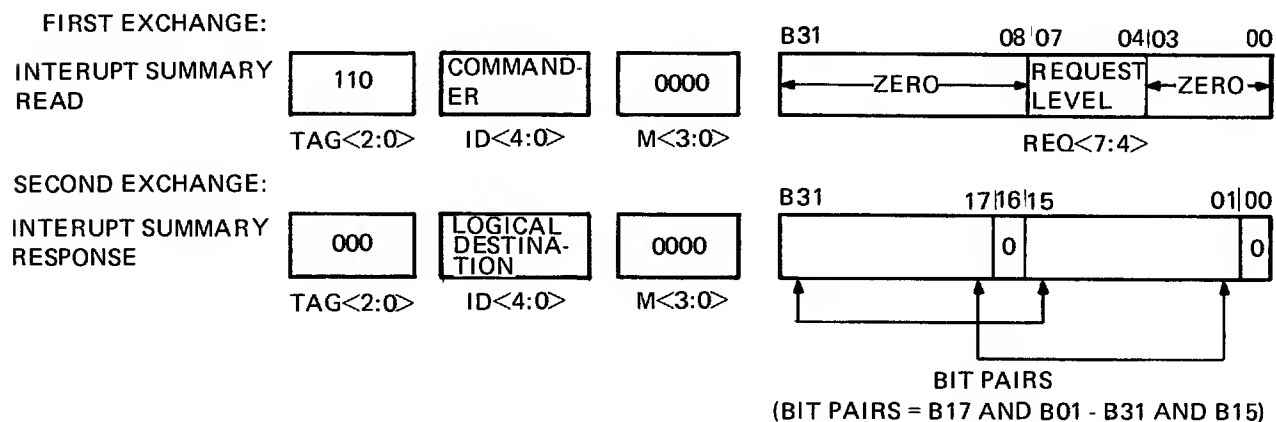 FIRST EXCHANGE:
INTERUPT SUMMARY
READ
110
TAG<2:0>
COMMAND-
ER
ID<4:0>
0000
M<3:0>
B31 08 07 04 03 00
ZERO
REQUEST
LEVEL
ZERO
REQ<7:4>
SECOND EXCHANGE:
INTERUPT SUMMARY
RESPONSE
000
TAG<2:0>
LOGICAL
DESTINA-
TION
ID<4:0>
0000
M<3:0>
B31 17 16 15 01 00
0 0
BIT PAIRS
(BIT PAIRS = B17 AND B01 - B31 AND B15)